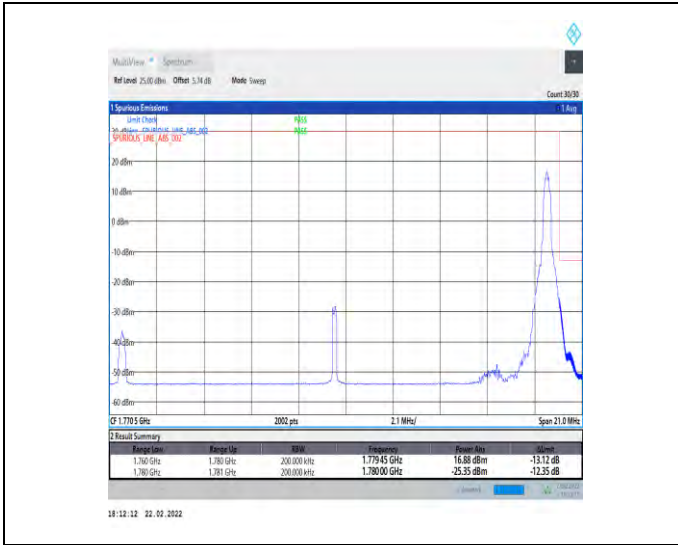 MultiView Spectrum
Ref Level 25.00 dBm Offset 5.74 dB Mode Sweep
Count 30/30
1 Spurious Emissions 1 Avg
Limit Check PASS
SPURIOUS_LINE_ABS_002 PASS
SPURIOUS_LINE_ABS_002
20 dBm
10 dBm
0 dBm
-10 dBm
-20 dBm
-30 dBm
-40 dBm
-50 dBm
-60 dBm
CF 1.7705 GHz 2002 pts 2.1 MHz/ Span 21.0 MHz
2 Result Summary
Range Low Range Up RBW Frequency Power Abs ΔLimit
1.760 GHz 1.780 GHz 200.000 kHz 1.77945 GHz 16.88 dBm -13.12 dB
1.780 GHz 1.781 GHz 200.000 kHz 1.78000 GHz -25.35 dBm -12.35 dB
18:12:12 22.02.2022